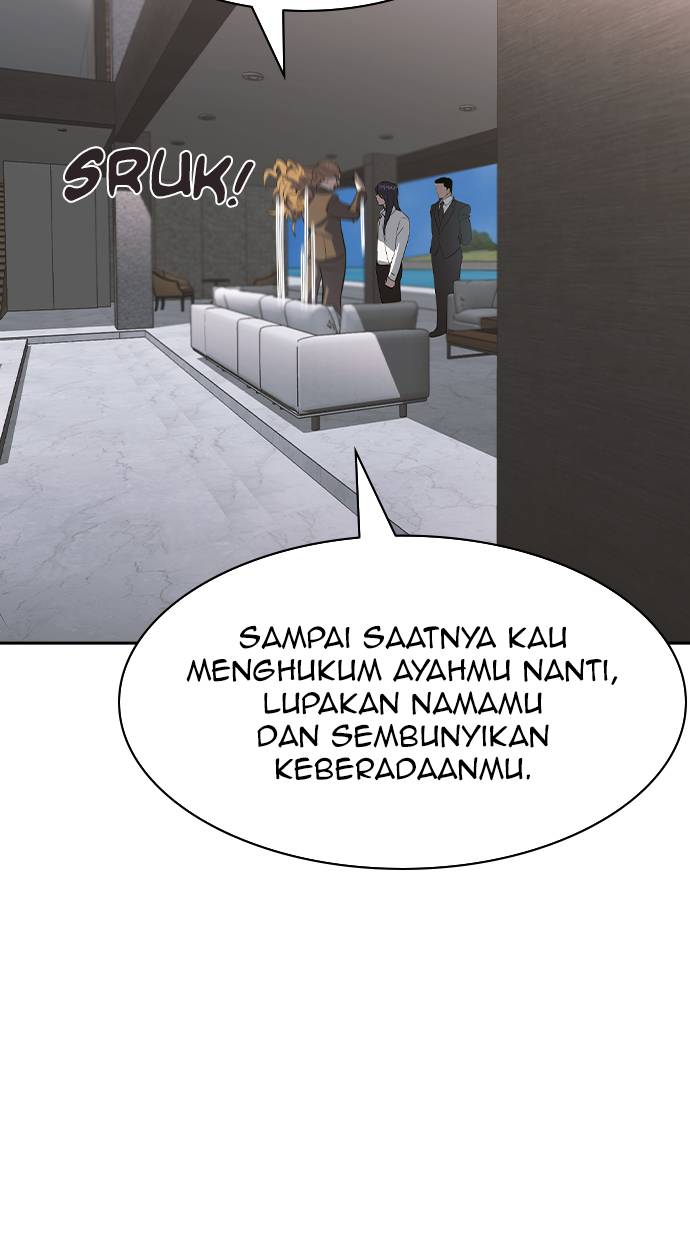 SRUK!
SAMPAI SAATNYA KAU
MENGHUKUM AYAHMU NANTI,
LUPAKAN NAMAMU
DAN SEMBUNYIKAN
KEBERADAANMU.